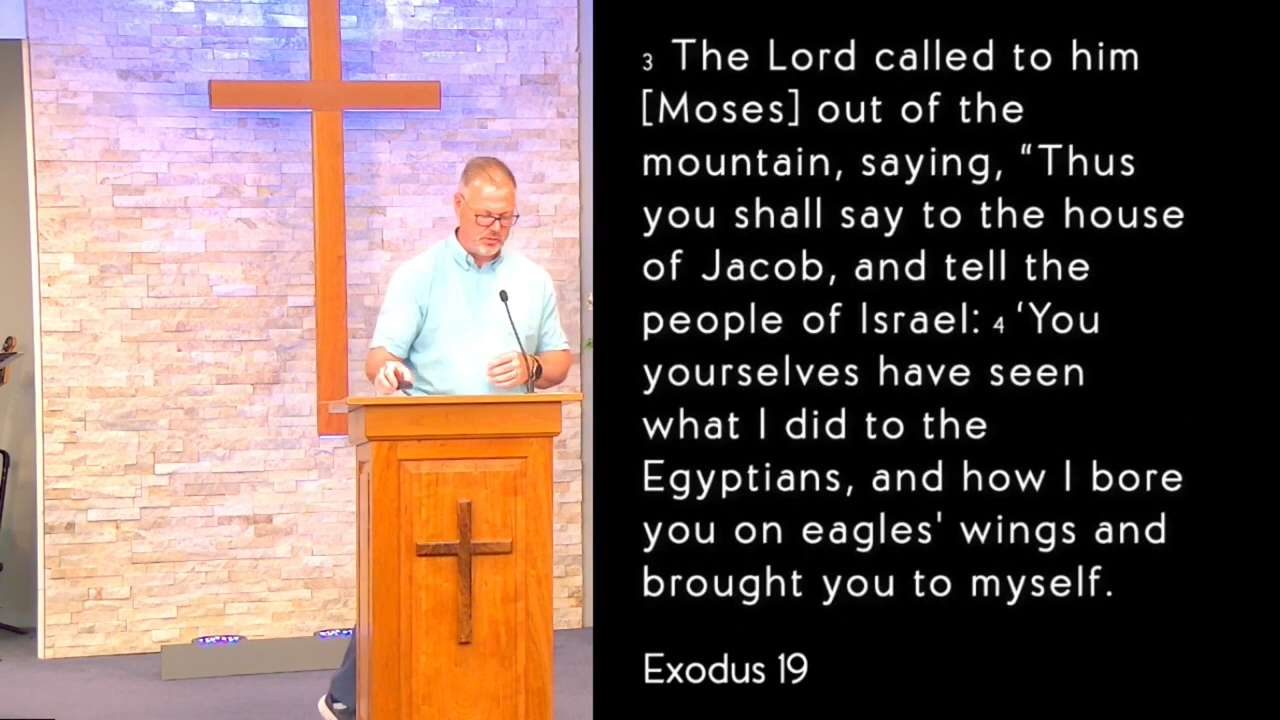 3 The Lord called to him
[Moses] out of the
mountain, saying, “Thus
you shall say to the house
of Jacob, and tell the
people of Israel: 4 ‘You
yourselves have seen
what I did to the
Egyptians, and how I bore
you on eagles' wings and
brought you to myself.
Exodus 19